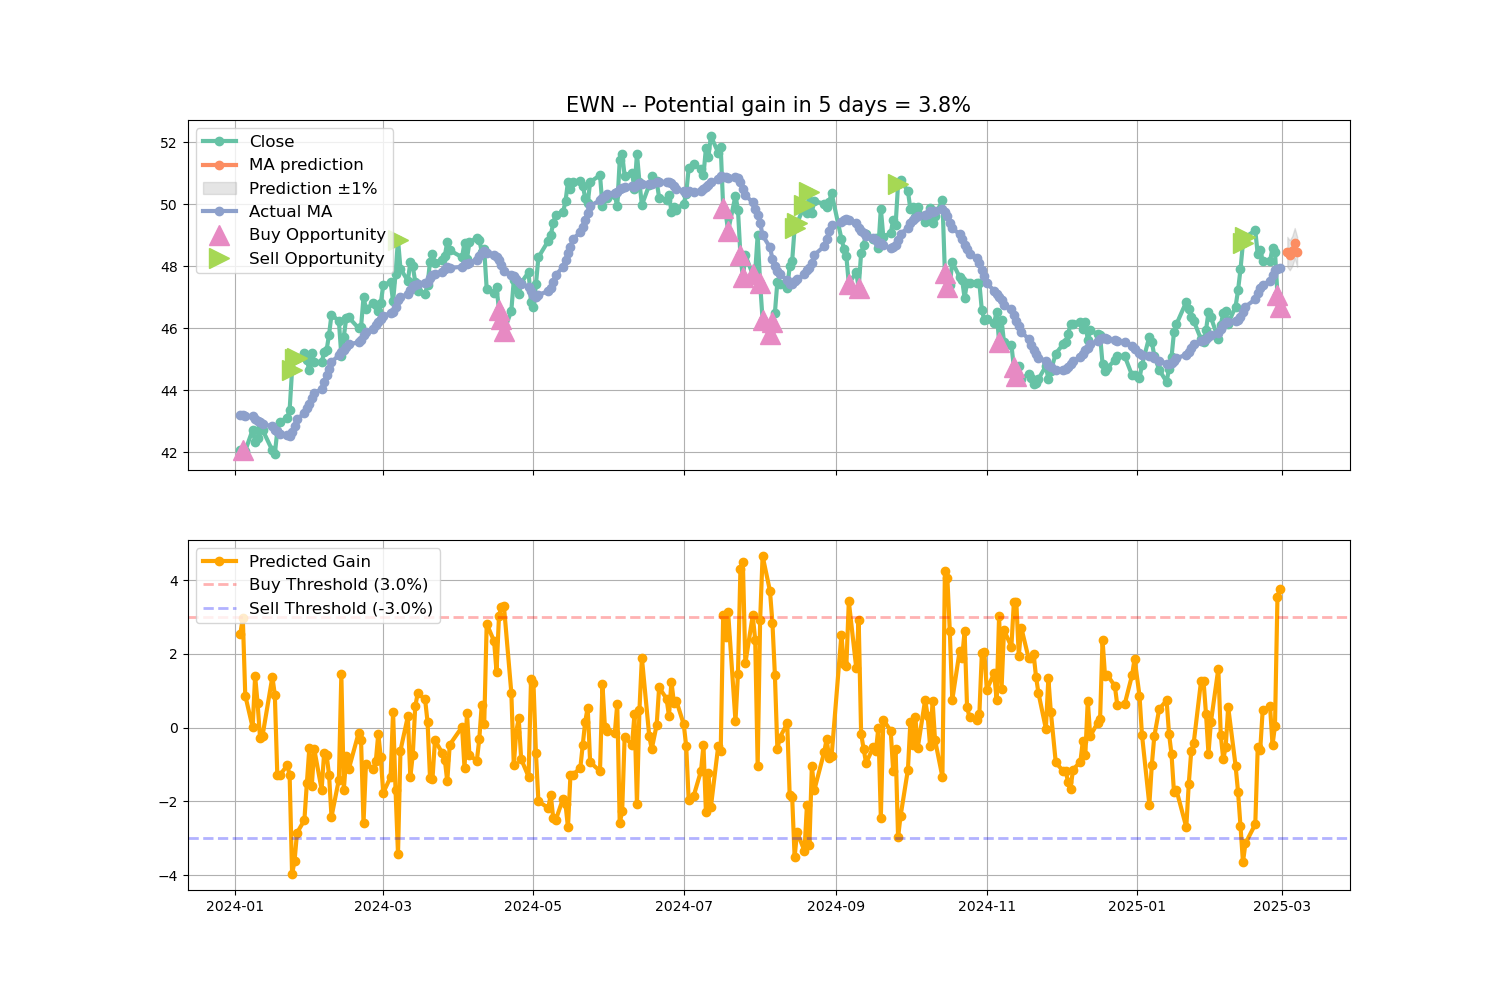 EWN -- Potential gain in 5 days = 3.8%
52
50
48
46
44
42
Close
MA prediction
Prediction ±1%
Actual MA
Buy Opportunity
Sell Opportunity
4
2
0
−2
−4
Predicted Gain
Buy Threshold (3.0%)
Sell Threshold (-3.0%)
2024-01
2024-03
2024-05
2024-07
2024-09
2024-11
2025-01
2025-03